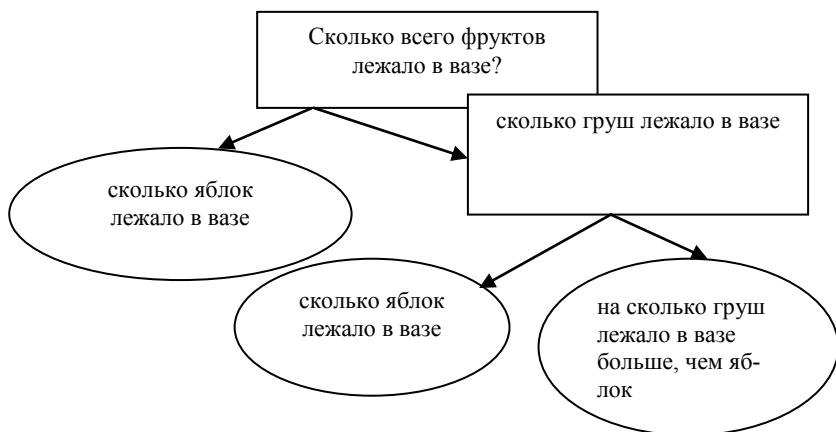 Сколько всего фруктов
лежало в вазе?
сколько груш лежало в вазе
сколько яблок
лежало в вазе
сколько яблок
лежало в вазе
на сколько груш
лежало в вазе
больше, чем яб-
лок